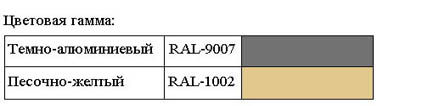 Цветовая гамма:
Темно-алюминиевый RAL-9007
Песочно-желтый RAL-1002